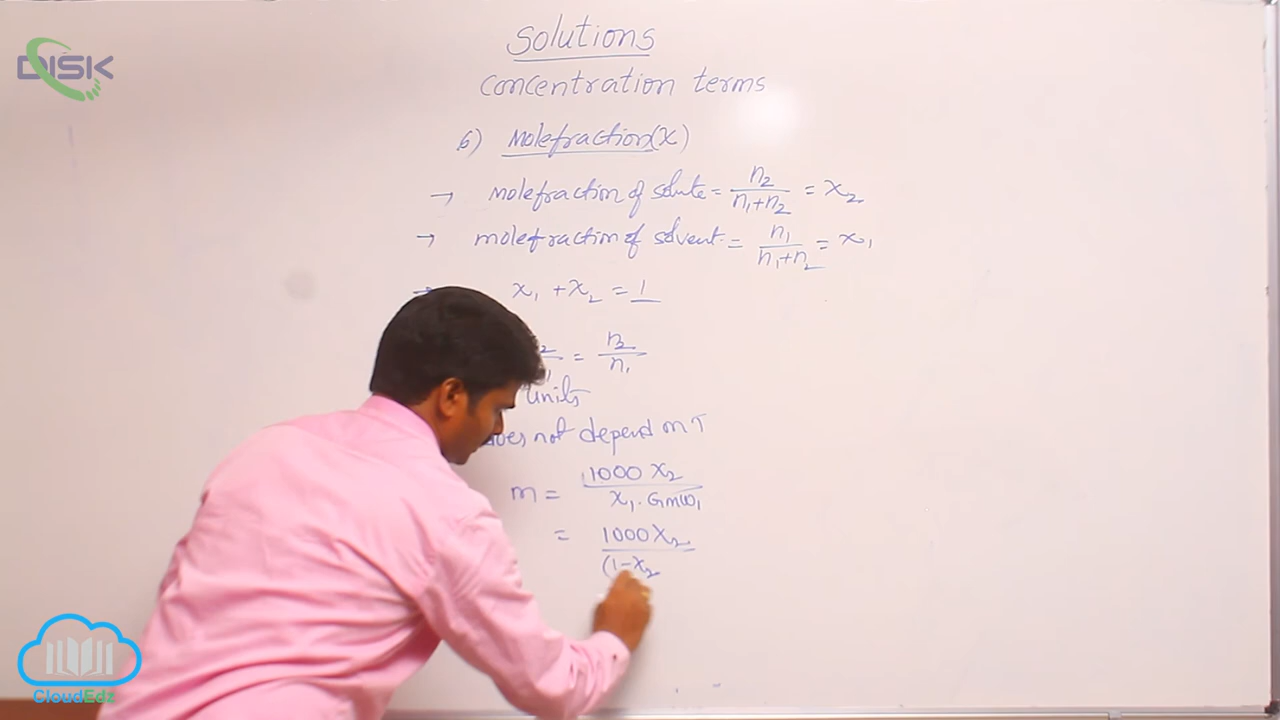 DISK
Solutions
concentration terms
6) Molefraction(x)
→ molefraction of solute = n₂/(n₁+n₂) = x₂
→ molefraction of solvent = n₁/(n₁+n₂) = x₁
→ x₁ + x₂ = 1
= n₂/n₁
units
not depend on T
m = 1000 x₂/(x₁ . GmW₁)
= 1000 x₂/(1-x₂
CloudEdz